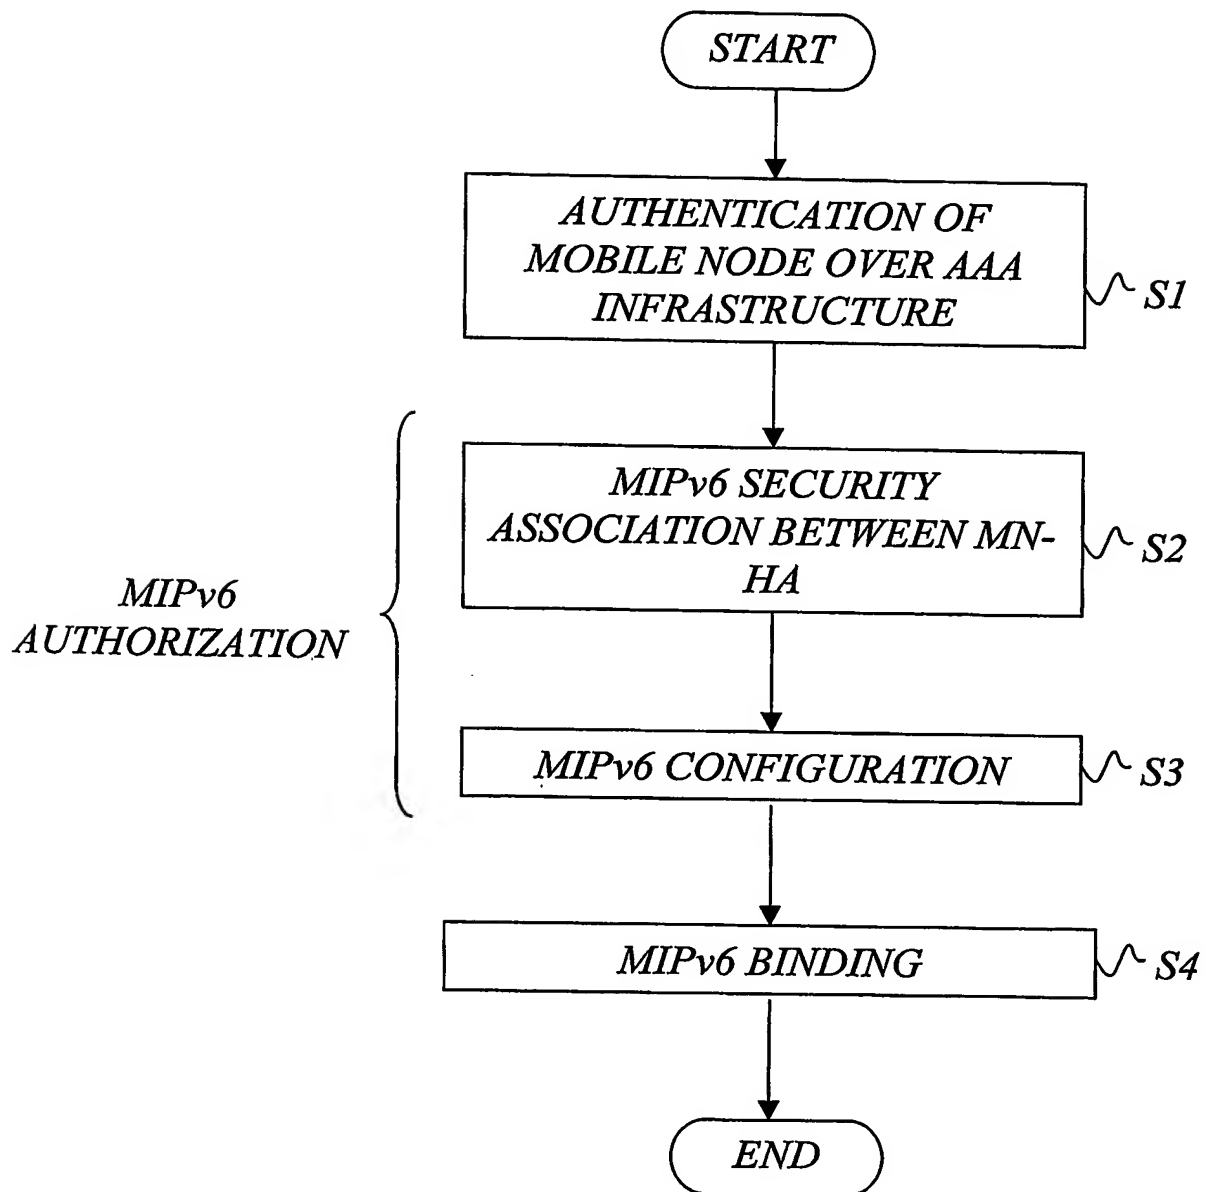 START
AUTHENTICATION OF
MOBILE NODE OVER AAA
INFRASTRUCTURE
S1
MIPv6 SECURITY
ASSOCIATION BETWEEN MN-
HA
S2
MIPv6
AUTHORIZATION
MIPv6 CONFIGURATION
S3
MIPv6 BINDING
S4
END